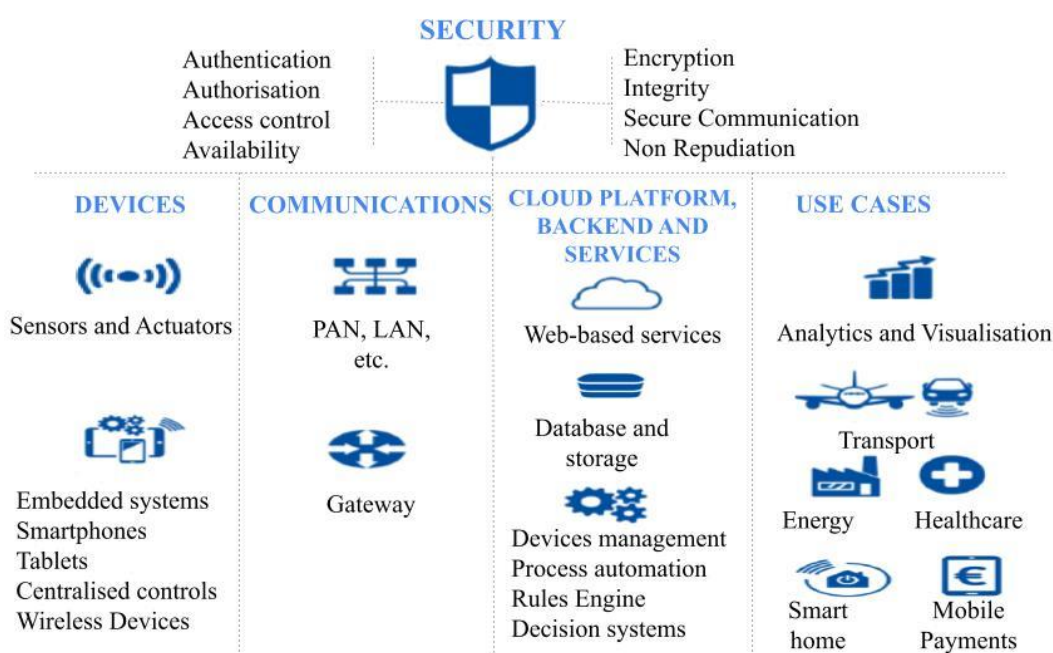 SECURITY
Authentication
Authorisation
Access control
Availability
Encryption
Integrity
Secure Communication
Non Repudiation
DEVICES
Sensors and Actuators
Embedded systems
Smartphones
Tablets
Centralised controls
Wireless Devices
COMMUNICATIONS
PAN, LAN,
etc.
Gateway
CLOUD PLATFORM,
BACKEND AND
SERVICES
Web-based services
Database and
storage
Devices management
Process automation
Rules Engine
Decision systems
USE CASES
Analytics and Visualisation
Transport
Energy
Healthcare
Smart
home
€
Mobile
Payments